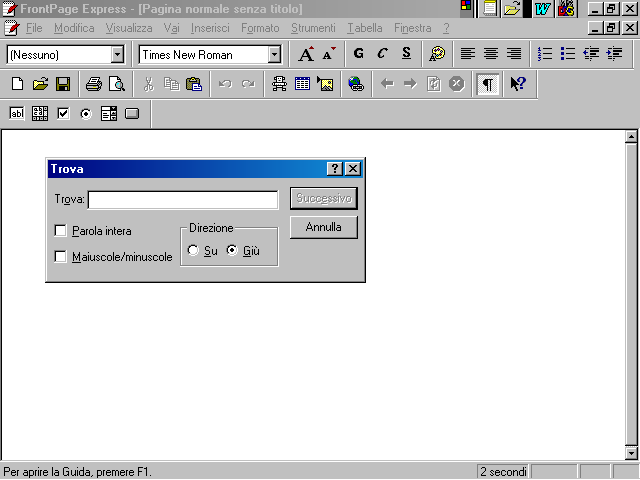 FrontPage Express - [Pagina normale senza titolo]
File Modifica Visualizza Vai Inserisci Formato Strumenti Tabella Finestra ?
(Nessuno) Times New Roman A A G C S
abl
Trova
Trova: Successivo
Parola intera Direzione Annulla
Maiuscole/minuscole Su Giù
Per aprire la Guida, premere F1. 2 secondi